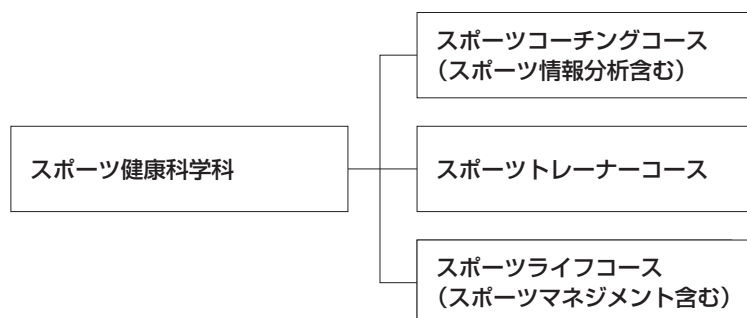 スポーツコーチングコース
（スポーツ情報分析含む）
スポーツ健康科学科
スポーツトレーナーコース
スポーツライフコース
（スポーツマネジメント含む）